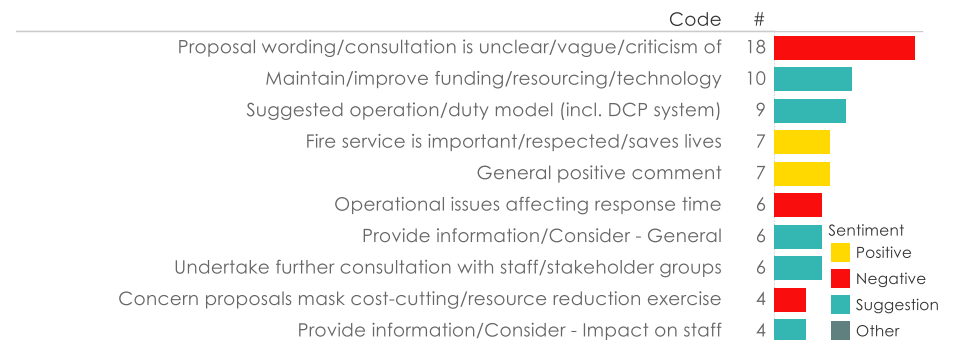 Code #
Proposal wording/consultation is unclear/vague/criticism of 18
Maintain/improve funding/resourcing/technology 10
Suggested operation/duty model (incl. DCP system) 9
Fire service is important/respected/saves lives 7
General positive comment 7
Operational issues affecting response time 6
Provide information/Consider - General 6
Undertake further consultation with staff/stakeholder groups 6
Concern proposals mask cost-cutting/resource reduction exercise 4
Provide information/Consider - Impact on staff 4
Sentiment
Positive
Negative
Suggestion
Other